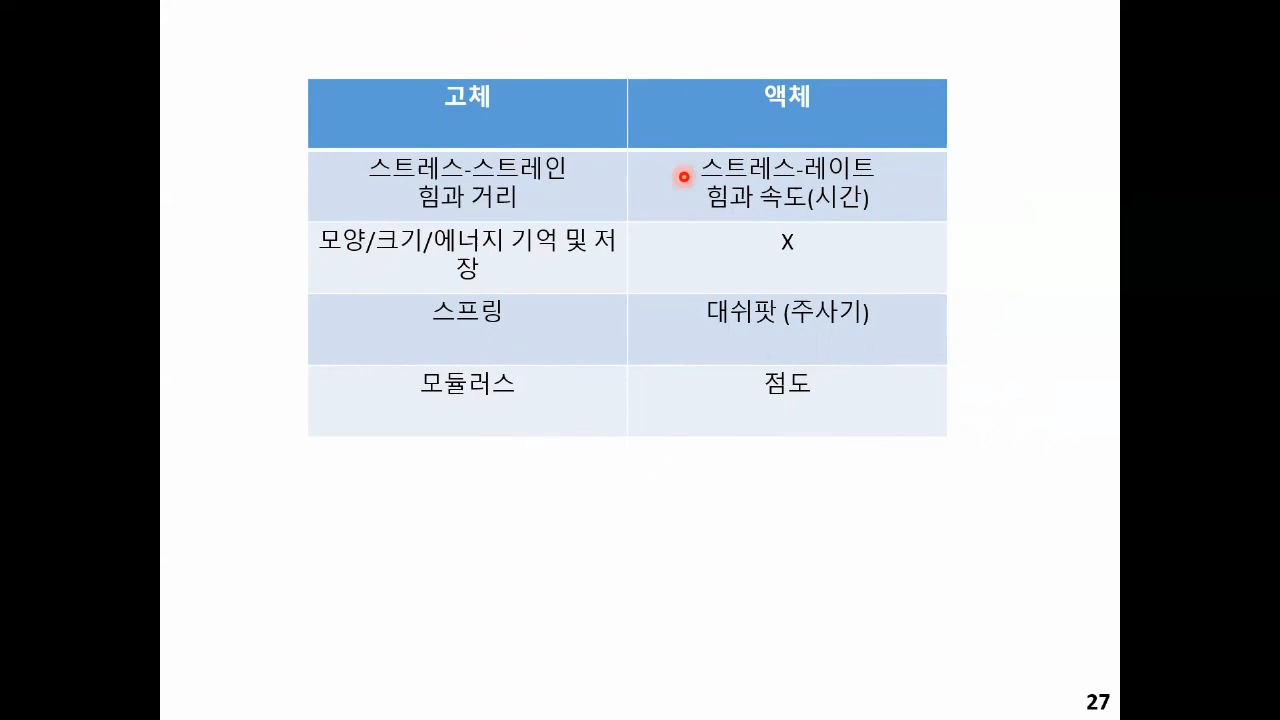 고체
액체
스트레스-스트레인
힘과 거리
스트레스-레이트
힘과 속도(시간)
모양/크기/에너지 기억 및 저
장
X
스프링
대쉬팟 (주사기)
모듈러스
점도
27